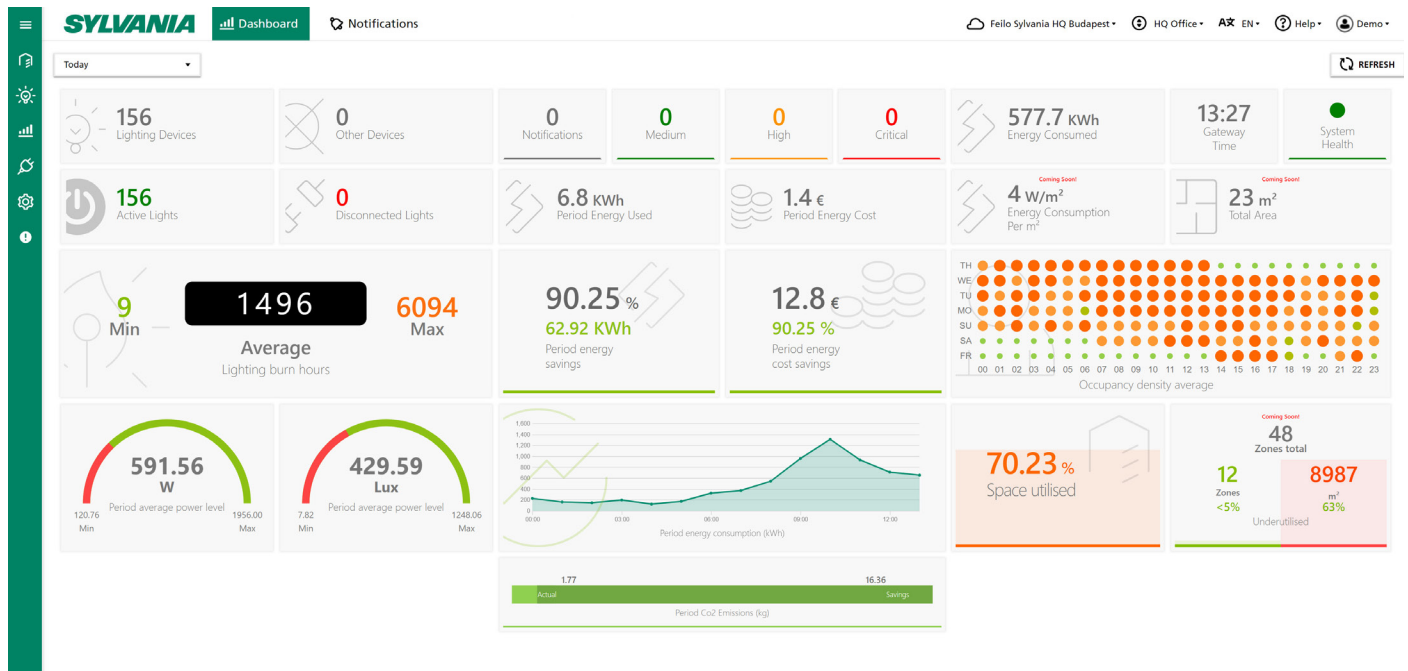 SYLVANIA
Dashboard
Notifications
Feilo Sylvania HQ Budapest
HQ Office
EN
Help
Demo
Today
REFRESH
156
Lighting Devices
0
Other Devices
0
Notifications
0
Medium
0
High
0
Critical
577.7 KWh
Energy Consumed
13:27
Gateway
Time
System
Health
156
Active Lights
0
Disconnected Lights
6.8 KWh
Period Energy Used
1.4 €
Period Energy Cost
Coming Soon!
4 W/m²
Energy Consumption
Per m²
Coming Soon!
23 m²
Total Area
9
Min
1496
Average
Lighting burn hours
6094
Max
90.25 %
62.92 KWh
Period energy
savings
12.8 €
90.25 %
Period energy
cost savings
TH
WE
TU
MO
SU
SA
FR
00 01 02 03 04 05 06 07 08 09 10 11 12 13 14 15 16 17 18 19 20 21 22 23
Occupancy density average
591.56
W
Period average power level
120.76
Min
1956.00
Max
429.59
Lux
Period average power level
7.82
Min
1248.06
Max
1,600
1,400
1,200
1,000
800
600
400
200
0
00:00 03:00 06:00 09:00 12:00
Period energy consumption (kWh)
70.23 %
Space utilised
Coming Soon!
48
Zones total
12
Zones
<5%
8987
m²
63%
Underutilised
1.77 16.36
Actual Savings
Period Co2 Emissions (kg)